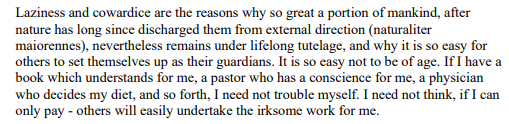 Laziness and cowardice are the reasons why so great a portion of mankind, after
nature has long since discharged them from external direction (naturaliter
maiorennes), nevertheless remains under lifelong tutelage, and why it is so easy for
others to set themselves up as their guardians. It is so easy not to be of age. If I have a
book which understands for me, a pastor who has a conscience for me, a physician
who decides my diet, and so forth, I need not trouble myself. I need not think, if I can
only pay - others will easily undertake the irksome work for me.